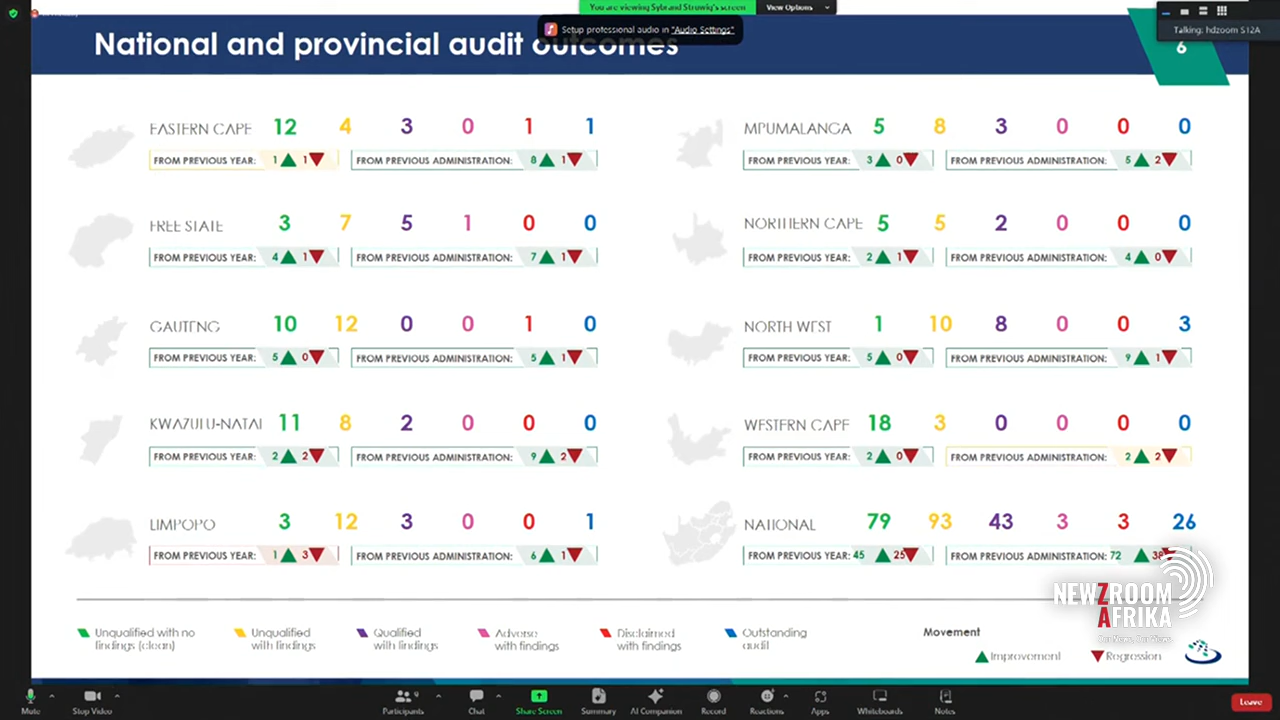 You are viewing Sybrand Struwig's screen View Options
Setup professional audio in "Audio Settings"
Talking: hdzoom S12A
National and provincial audit outcomes
6
EASTERN CAPE 12 4 3 0 1 1
FROM PREVIOUS YEAR: 1 1 FROM PREVIOUS ADMINISTRATION: 8 1
FREE STATE 3 7 5 1 0 0
FROM PREVIOUS YEAR: 4 1 FROM PREVIOUS ADMINISTRATION: 7 1
GAUTENG 10 12 0 0 1 0
FROM PREVIOUS YEAR: 5 0 FROM PREVIOUS ADMINISTRATION: 5 1
KWAZULU-NATAL 11 8 2 0 0 0
FROM PREVIOUS YEAR: 2 2 FROM PREVIOUS ADMINISTRATION: 9 2
LIMPOPO 3 12 3 0 0 1
FROM PREVIOUS YEAR: 1 3 FROM PREVIOUS ADMINISTRATION: 6 1
MPUMALANGA 5 8 3 0 0 0
FROM PREVIOUS YEAR: 3 0 FROM PREVIOUS ADMINISTRATION: 5 2
NORTHERN CAPE 5 5 2 0 0 0
FROM PREVIOUS YEAR: 2 1 FROM PREVIOUS ADMINISTRATION: 4 0
NORTH WEST 1 10 8 0 0 3
FROM PREVIOUS YEAR: 5 0 FROM PREVIOUS ADMINISTRATION: 9 1
WESTERN CAPE 18 3 0 0 0 0
FROM PREVIOUS YEAR: 2 0 FROM PREVIOUS ADMINISTRATION: 2 2
NATIONAL 79 93 43 3 3 26
FROM PREVIOUS YEAR: 45 25 FROM PREVIOUS ADMINISTRATION: 72 38
Unqualified with no
findings (clean)
Unqualified
with findings
Qualified
with findings
Adverse
with findings
Disclaimed
with findings
Outstanding
audit
Movement
Improvement Regression
NEWZROOM
AFRIKA
Our News. Our Views.
Mute Stop Video Participants 9 Chat Share Screen Summary AI Companion Record Reactions Apps Whiteboards Notes Leave